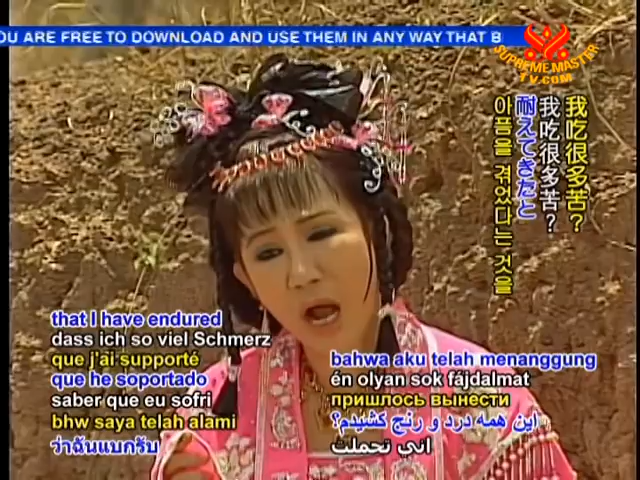 OU ARE FREE TO DOWNLOAD AND USE THEM IN ANY WAY THAT B
SUPREME MASTER
TV.COM
我吃很多苦?
我吃很多苦?
耐えてきたと
아픔을 겪었다는 것을
that I have endured
dass ich so viel Schmerz
que j'ai supporté
que he soportado
saber que eu sofri
bhw saya telah alami
ว่าฉันแบกรับ
bahwa aku telah menanggung
én olyan sok fájdalmat
пришлось вынести
این همه درد و رنج کشیدم؟
اني تحملت